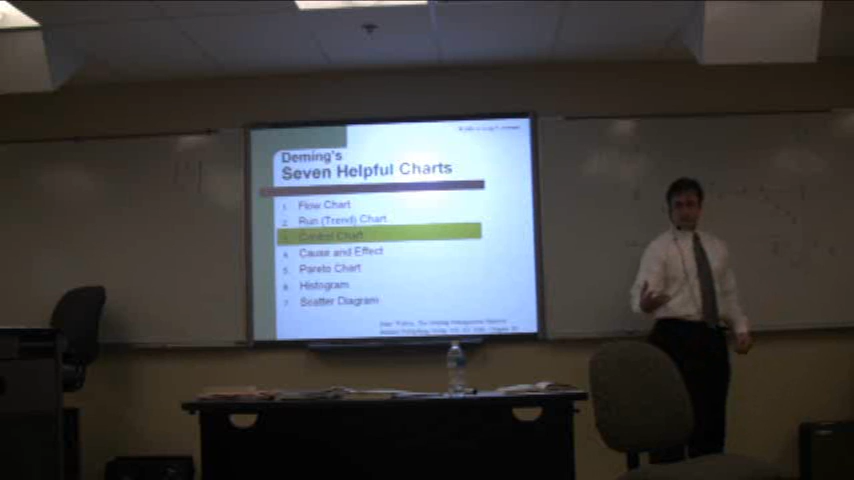 Deming's
Seven Helpful Charts
1. Flow Chart
2. Run (Trend) Chart
3. Control Chart
4. Cause and Effect
5. Pareto Chart
6. Histogram
7. Scatter Diagram